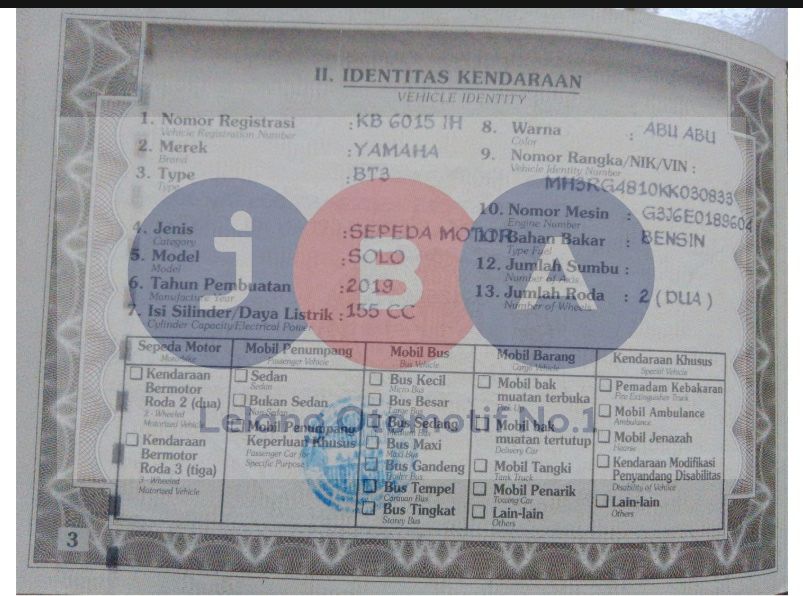 II. IDENTITAS KENDARAAN
VEHICLE IDENTITY
1. Nomor Registrasi : KB 6015 IH
Vehicle Registration Number
2. Merek : YAMAHA
Brand
3. Type : BT3
Type
4. Jenis : SEPEDA MOTOR
Category
5. Model : SOLO
Model
6. Tahun Pembuatan : 2019
Manufacture Year
7. Isi Silinder/Daya Listrik : 155 CC
Cylinder Capacity/Electrical Power
8. Warna : ABU ABU
Color
9. Nomor Rangka/NIK/VIN :
Vehicle Identity Number
MH3RG4810KK030833
10. Nomor Mesin : G3J6E0189604
Engine Number
11. Bahan Bakar : BENSIN
Type Fuel
12. Jumlah Sumbu :
Number of Axis
13. Jumlah Roda : 2 (DUA)
Number of Wheels
jBA
Lelang Otomotif No.1
Sepeda Motor
Motorbike
Kendaraan
Bermotor
Roda 2 (dua)
2 - Wheeled
Motorized Vehicle
Kendaraan
Bermotor
Roda 3 (tiga)
3- Wheeled
Motorized Vehicle
Mobil Penumpang
Passenger Vehicle
Sedan
Sedan
Bukan Sedan
Non Sedan
Mobil Penumpang
Keperluan Khusus
Passenger Car for
Specific Purpose
Mobil Bus
Bus Vehicle
Bus Kecil
Micro Bus
Bus Besar
Large Bus
Bus Sedang
Medium Bus
Bus Maxi
Maxi Bus
Bus Gandeng
Bus Tempel
Caravan Bus
Bus Tingkat
Storey Bus
Mobil Barang
Cargo Vehicle
Mobil bak
muatan terbuka
Mobil bak
muatan tertutup
Delivery Car
Mobil Tangki
Tank Truck
Mobil Penarik
Towing Car
Lain-lain
Others
Kendaraan Khusus
Special Vehicle
Pemadam Kebakaran
Fire Extinguisher Truck
Mobil Ambulance
Ambulance
Mobil Jenazah
Hearse
Kendaraan Modifikasi
Penyandang Disabilitas
Disability of Vehicle
Lain-lain
Others
3